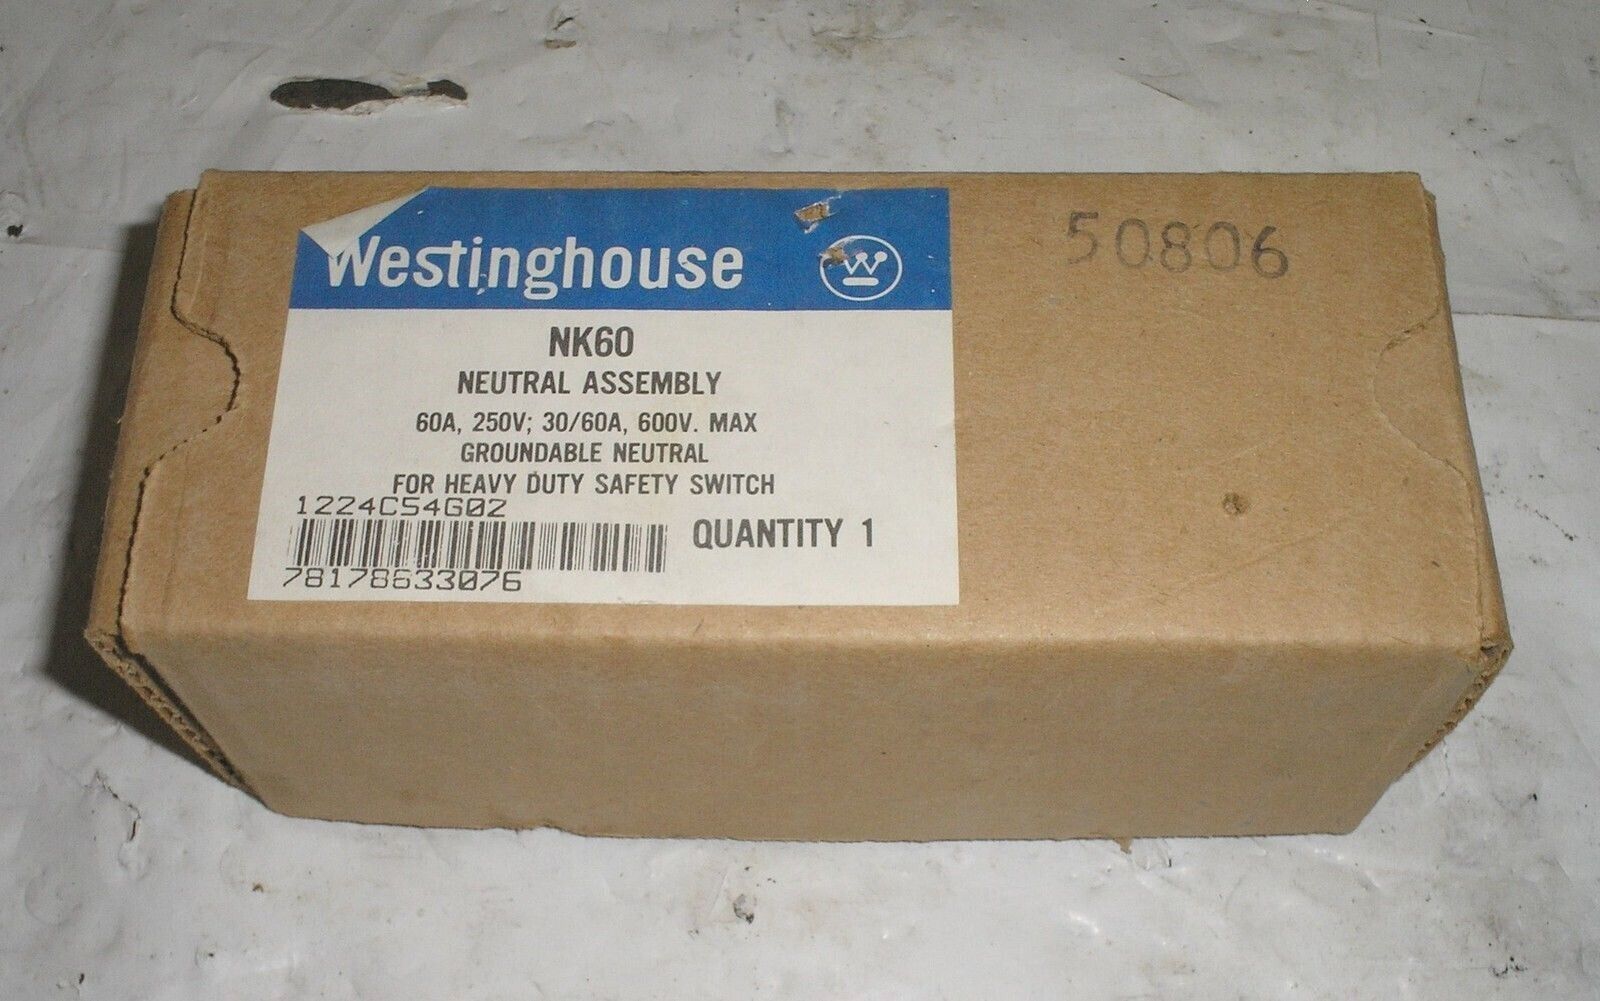 Westinghouse
50806
NK60
NEUTRAL ASSEMBLY
60A, 250V; 30/60A, 600V. MAX
GROUNDABLE NEUTRAL
FOR HEAVY DUTY SAFETY SWITCH
1224C54G02
QUANTITY 1
78178633076